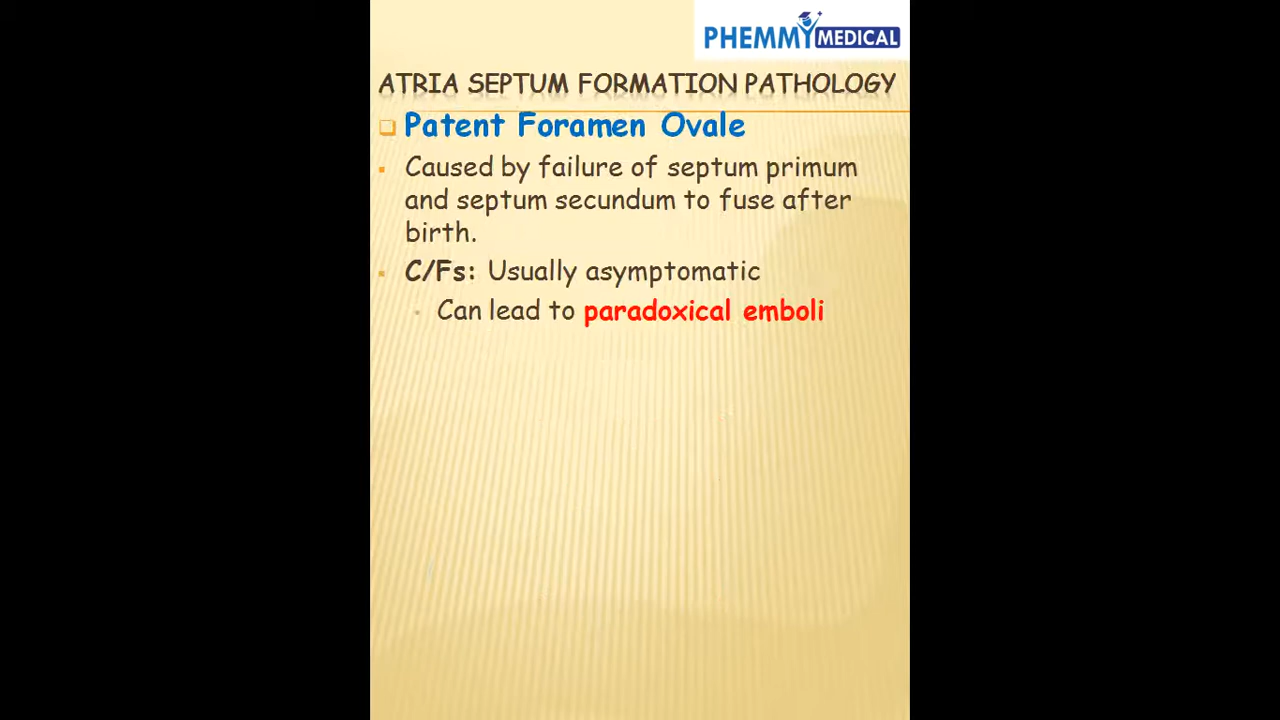 PHEMMY MEDICAL
ATRIA SEPTUM FORMATION PATHOLOGY
Patent Foramen Ovale
Caused by failure of septum primum
and septum secundum to fuse after
birth.
C/Fs: Usually asymptomatic
Can lead to paradoxical emboli